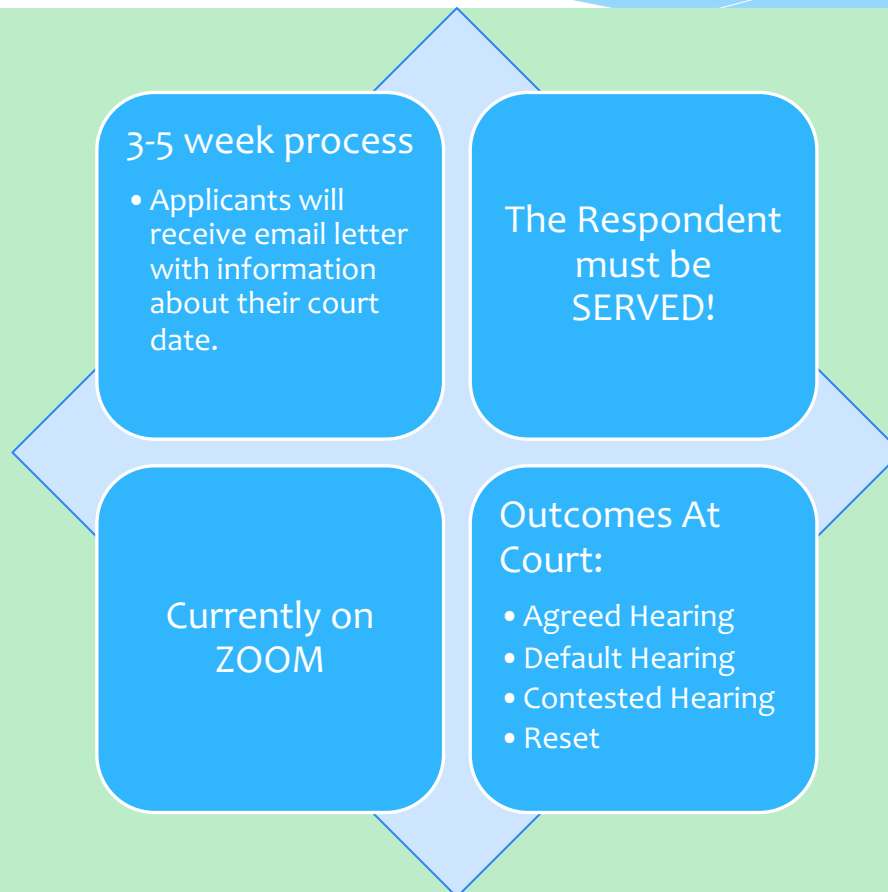 3-5 week process
• Applicants will
receive email letter
with information
about their court
date.
The Respondent
must be
SERVED!
Currently on
ZOOM
Outcomes At
Court:
• Agreed Hearing
• Default Hearing
• Contested Hearing
• Reset